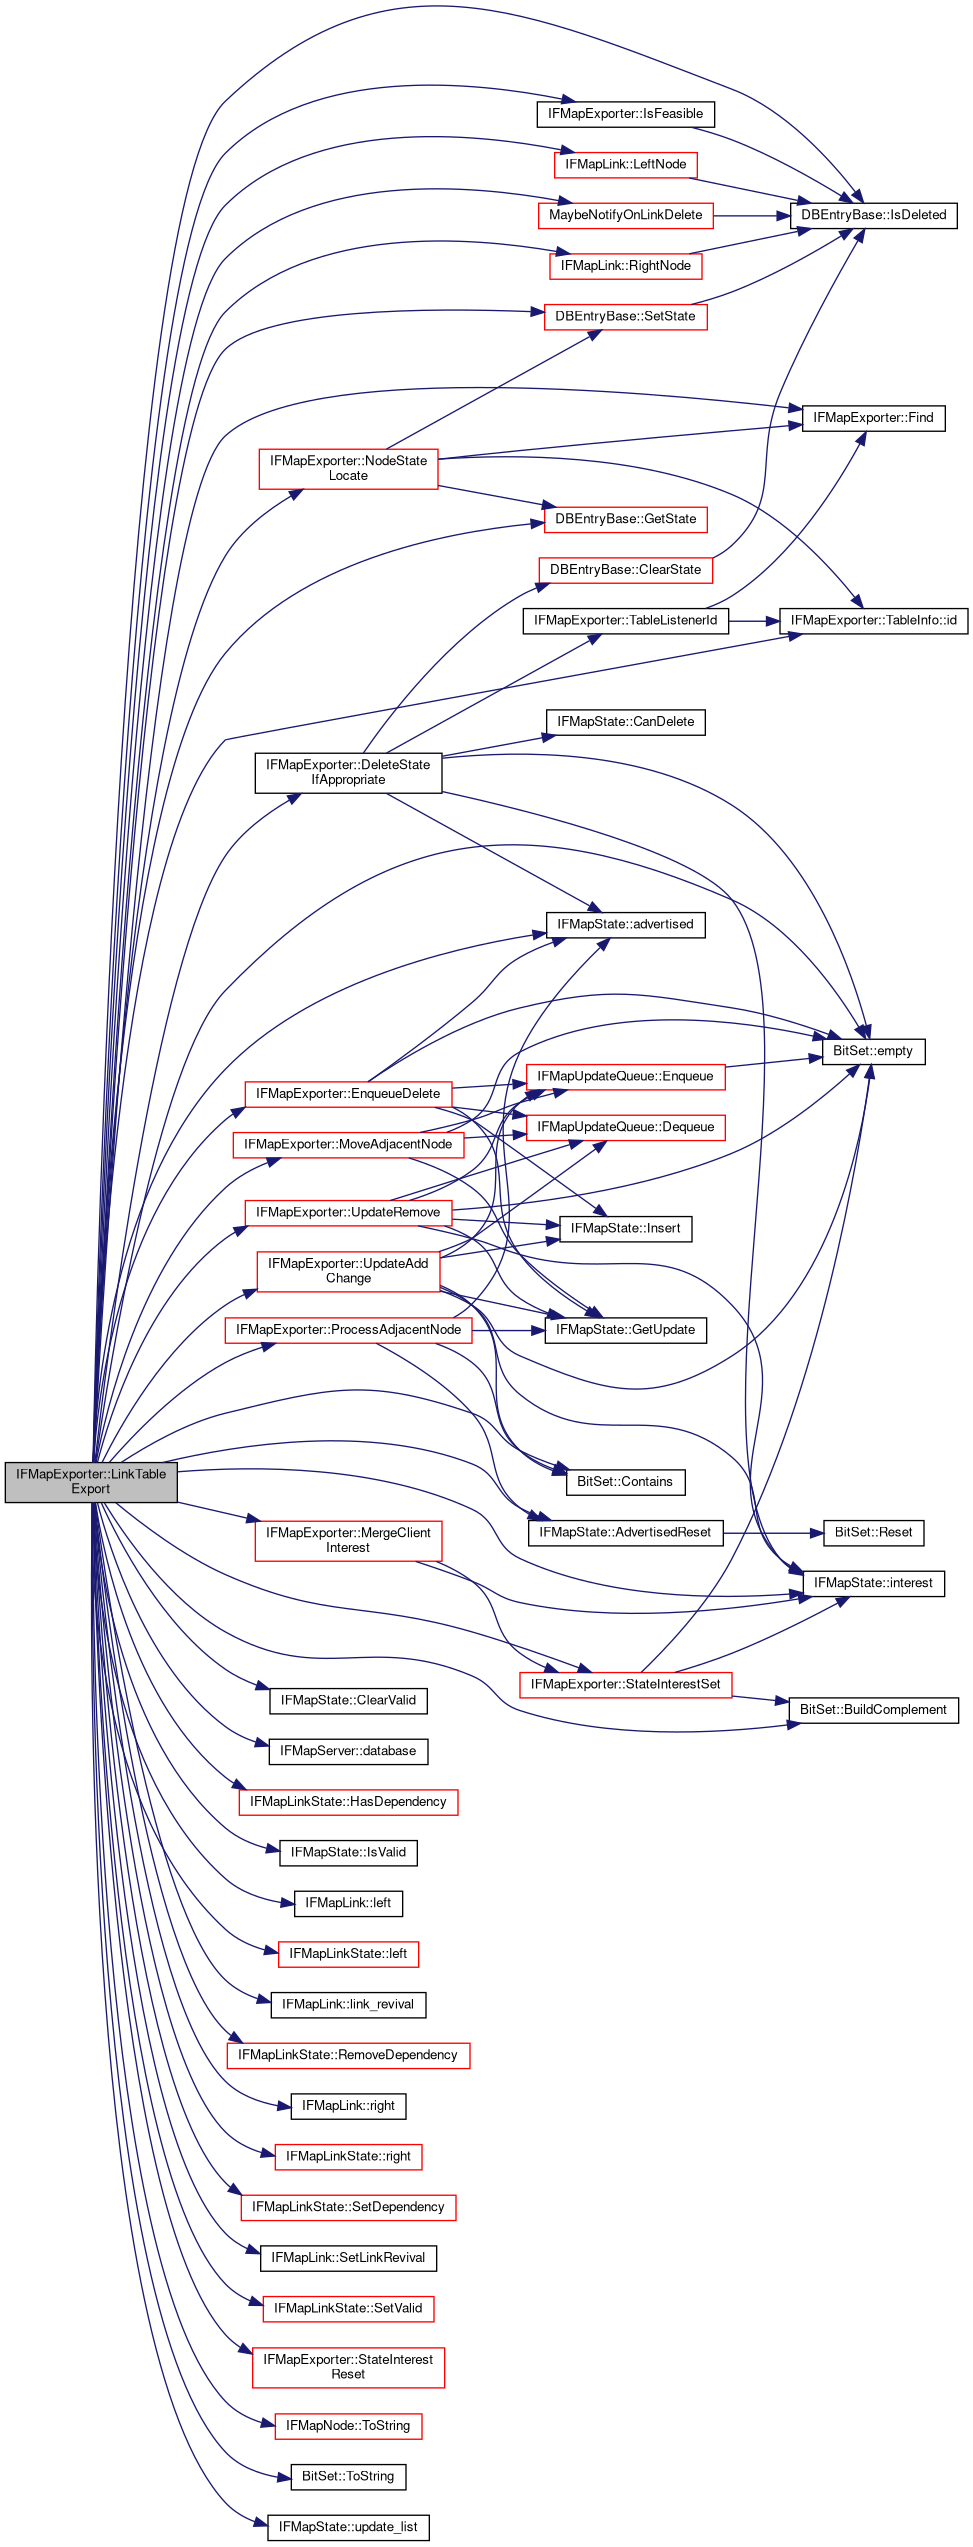 IFMapExporter::IsFeasible
IFMapLink::LeftNode
MaybeNotifyOnLinkDelete
DBEntryBase::IsDeleted
IFMapLink::RightNode
DBEntryBase::SetState
IFMapExporter::Find
IFMapExporter::NodeState
Locate
DBEntryBase::GetState
DBEntryBase::ClearState
IFMapExporter::TableListenerId
IFMapExporter::TableInfo::id
IFMapState::CanDelete
IFMapExporter::DeleteState
IfAppropriate
IFMapState::advertised
BitSet::empty
IFMapUpdateQueue::Enqueue
IFMapExporter::EnqueueDelete
IFMapUpdateQueue::Dequeue
IFMapExporter::MoveAdjacentNode
IFMapExporter::UpdateRemove
IFMapState::Insert
IFMapExporter::UpdateAdd
Change
IFMapExporter::ProcessAdjacentNode
IFMapState::GetUpdate
IFMapExporter::LinkTable
Export
BitSet::Contains
IFMapState::AdvertisedReset
BitSet::Reset
IFMapExporter::MergeClient
Interest
IFMapState::interest
IFMapExporter::StateInterestSet
IFMapState::ClearValid
BitSet::BuildComplement
IFMapServer::database
IFMapLinkState::HasDependency
IFMapState::IsValid
IFMapLink::left
IFMapLinkState::left
IFMapLink::link_revival
IFMapLinkState::RemoveDependency
IFMapLink::right
IFMapLinkState::right
IFMapLinkState::SetDependency
IFMapLink::SetLinkRevival
IFMapLinkState::SetValid
IFMapExporter::StateInterest
Reset
IFMapNode::ToString
BitSet::ToString
IFMapState::update_list